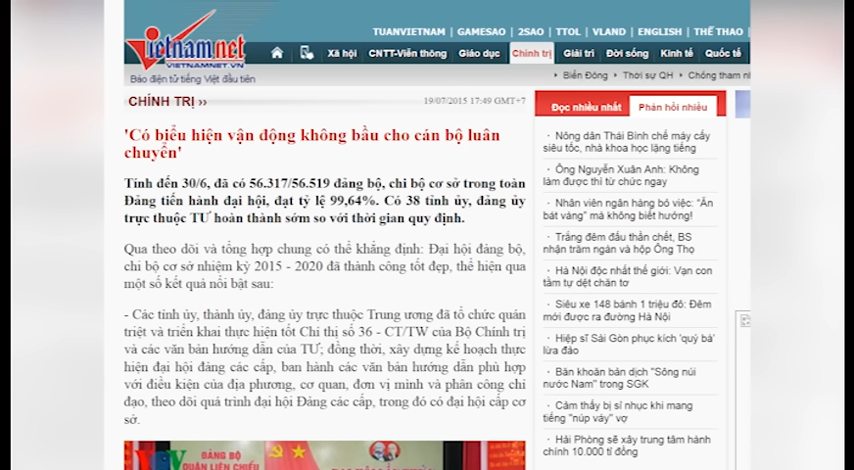 TUANVIETNAM | GAMESAO | 2SAO | TTOL | VLAND | ENGLISH | THỂ THAO
Vietnam.net
VIETNAMNET.VN
Báo điện tử tiếng Việt đầu tiên
Xã hội CNTT-Viễn thông Giáo dục Chính trị Giải trí Đời sống Kinh tế Quốc tế
Biển Đông Thời sự QH Chống tham
CHÍNH TRỊ ››
19/07/2015 17:49 GMT+7
'Có biểu hiện vận động không bầu cho cán bộ luân
chuyển'
Tính đến 30/6, đã có 56.317/56.519 đảng bộ, chi bộ cơ sở trong toàn
Đảng tiến hành đại hội, đạt tỷ lệ 99,64%. Có 38 tỉnh ủy, đảng ủy
trực thuộc TƯ hoàn thành sớm so với thời gian quy định.
Qua theo dõi và tổng hợp chung có thể khẳng định: Đại hội đảng bộ,
chi bộ cơ sở nhiệm kỳ 2015 - 2020 đã thành công tốt đẹp, thể hiện qua
một số kết quả nổi bật sau:
- Các tỉnh ủy, thành ủy, đảng ủy trực thuộc Trung ương đã tổ chức quán
triệt và triển khai thực hiện tốt Chỉ thị số 36 - CT/TW của Bộ Chính trị
và các văn bản hướng dẫn của TƯ; đồng thời, xây dựng kế hoạch thực
hiện đại hội đảng các cấp, ban hành các văn bản hướng dẫn phù hợp
với điều kiện của địa phương, cơ quan, đơn vị mình và phân công chỉ
đạo, theo dõi quá trình đại hội Đảng các cấp, trong đó có đại hội cấp cơ
sở.
VOV
ĐẢNG BỘ
QUẬN LIÊN CHIỂU
Đọc nhiều nhất Phản hồi nhiều
· Nông dân Thái Bình chế máy cấy
siêu tốc, nhà khoa học lặng tiếng
· Ông Nguyễn Xuân Anh: Không
làm được thì từ chức ngay
· Nhân viên ngân hàng bỏ việc: "Ăn
bát vàng" mà không biết hưởng!
· Trắng đêm đầu thần chết, BS
nhận trăm ngàn và hộp Ông Thọ
· Hà Nội độc nhất thế giới: Vạn con
tằm tự dệt chăn tơ
· Siêu xe 148 bánh 1 triệu đô: Đêm
mới được ra đường Hà Nội
· Hiệp sĩ Sài Gòn phục kích 'quý bà'
lừa đảo
· Băn khoăn bản dịch "Sông núi
nước Nam" trong SGK
· Cảm thấy bị sỉ nhục khi mang
tiếng "núp váy" vợ
· Hải Phòng sẽ xây trung tâm hành
chính 10.000 tỉ đồng